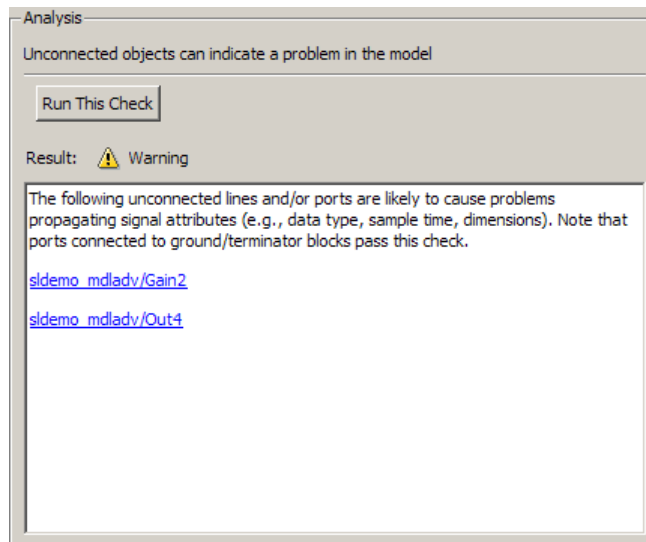 Analysis
Unconnected objects can indicate a problem in the model
Run This Check
Result: Warning
The following unconnected lines and/or ports are likely to cause problems
propagating signal attributes (e.g., data type, sample time, dimensions). Note that
ports connected to ground/terminator blocks pass this check.
sldemo_mdladv/Gain2
sldemo_mdladv/Out4